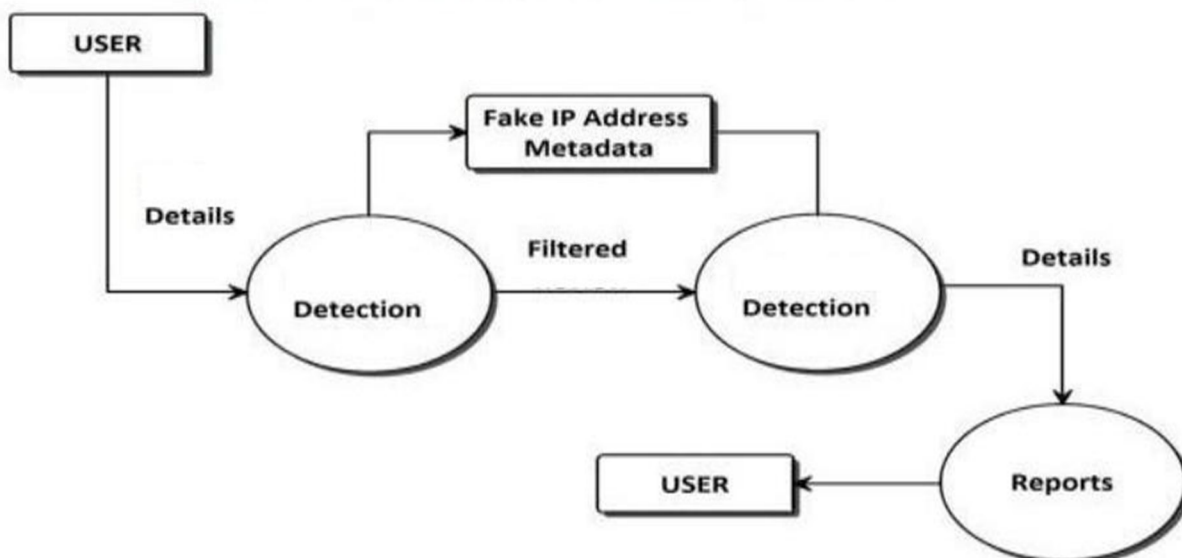 USER
Fake IP Address
Metadata
Details
Filtered
Details
Detection
Detection
USER
Reports